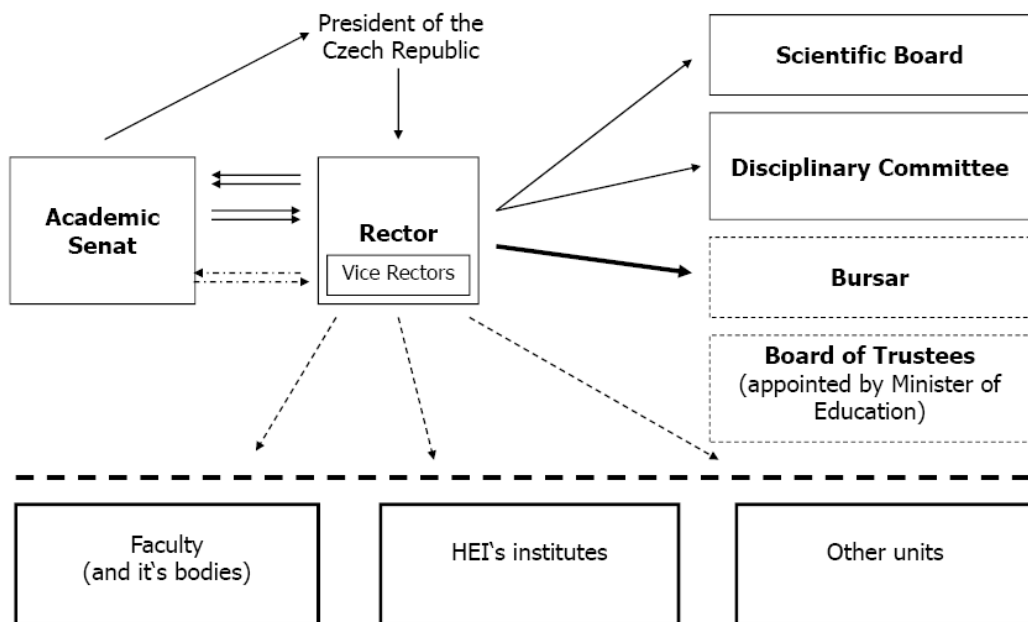 President of the
Czech Republic
Scientific Board
Disciplinary Committee
Academic
Senat
Rector
Vice Rectors
Bursar
Board of Trustees
(appointed by Minister of
Education)
Faculty
(and it‘s bodies)
HEI‘s institutes
Other units